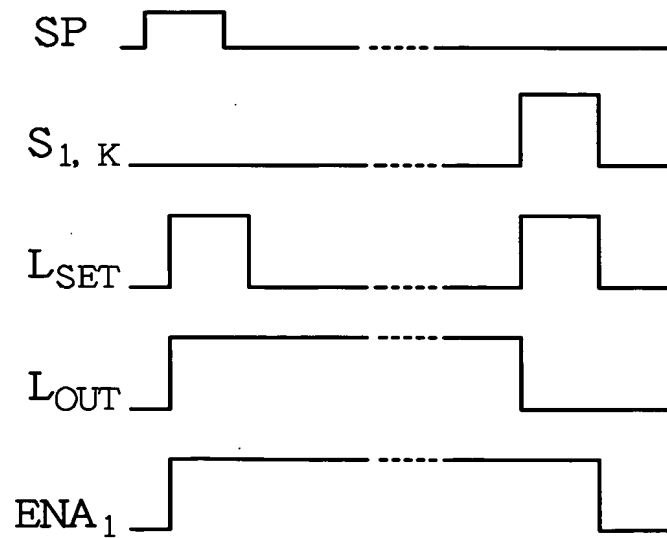 SP
S1, K
LSET
LOUT
ENA1